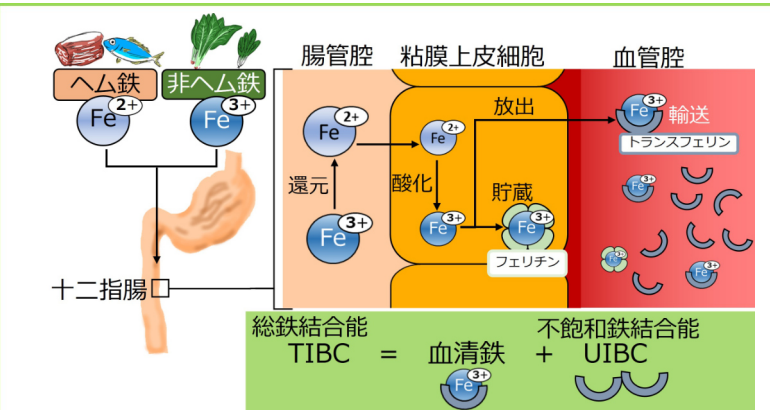 ヘム鉄
Fe 2+
非ヘム鉄
Fe 3+
十二指腸
腸管腔
粘膜上皮細胞
血管腔
Fe 2+
還元
Fe 3+
Fe 2+
酸化
Fe 3+
放出
貯蔵
Fe 3+
フェリチン
Fe 3+
輸送
トランスフェリン
Fe 3+
Fe 3+
総鉄結合能
不飽和鉄結合能
TIBC = 血清鉄 + UIBC
Fe 3+